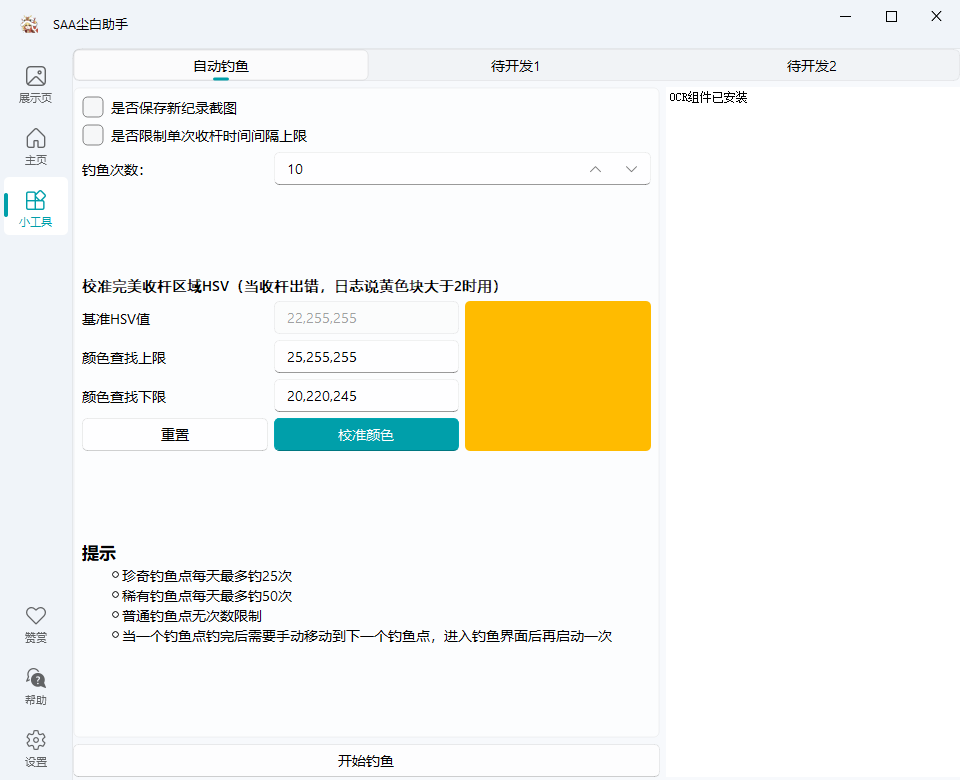 SAA尘白助手
展示页
主页
小工具
赞赏
帮助
设置
自动钓鱼
待开发1
待开发2
是否保存新纪录截图
是否限制单次收杆时间间隔上限
钓鱼次数：
10
校准完美收杆区域HSV（当收杆出错，日志说黄色块大于2时用）
基准HSV值
22,255,255
颜色查找上限
25,255,255
颜色查找下限
20,220,245
重置
校准颜色
提示
珍奇钓鱼点每天最多钓25次
稀有钓鱼点每天最多钓50次
普通钓鱼点无次数限制
当一个钓鱼点钓完后需要手动移动到下一个钓鱼点，进入钓鱼界面后再启动一次
开始钓鱼
OCR组件已安装